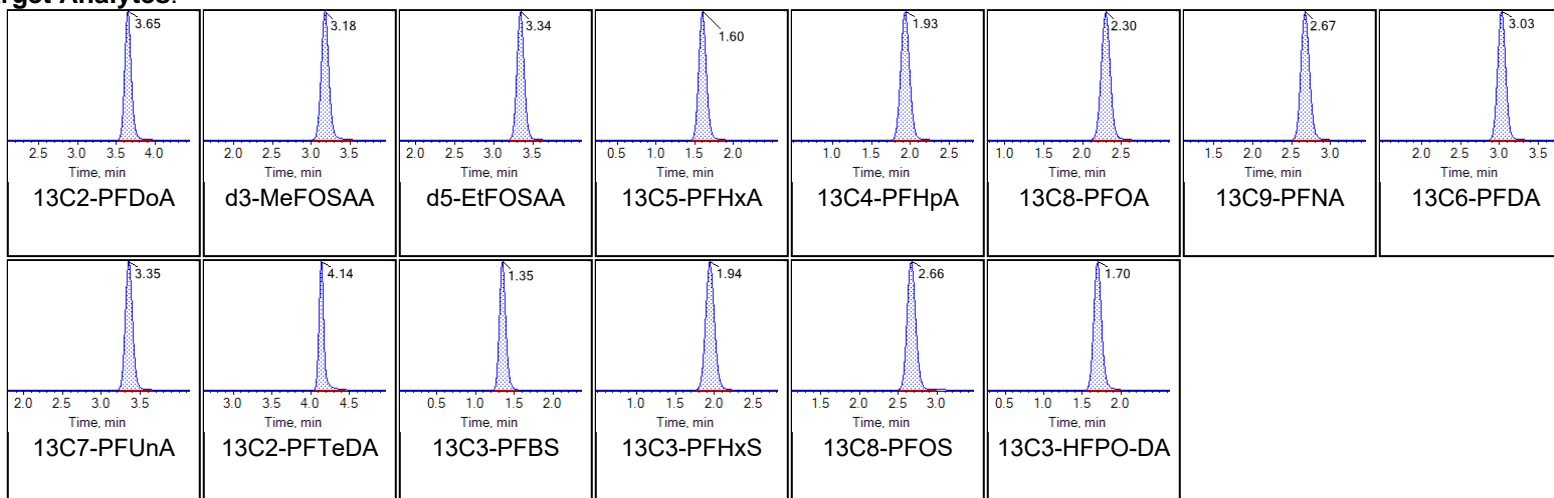 arget Analytes:
3.65 3.18 3.34 1.60 1.93 2.30 2.67 3.03
2.5 3.0 3.5 4.0 2.0 2.5 3.0 3.5 2.0 2.5 3.0 3.5 0.5 1.0 1.5 2.0 1.0 1.5 2.0 2.5 1.0 1.5 2.0 2.5 1.5 2.0 2.5 3.0 2.0 2.5 3.0 3.5
Time, min Time, min Time, min Time, min Time, min Time, min Time, min Time, min
13C2-PFDoA d3-MeFOSAA d5-EtFOSAA 13C5-PFHxA 13C4-PFHpA 13C8-PFOA 13C9-PFNA 13C6-PFDA
3.35 4.14 1.35 1.94 2.66 1.70
2.0 2.5 3.0 3.5 3.0 3.5 4.0 4.5 0.5 1.0 1.5 2.0 1.0 1.5 2.0 2.5 1.5 2.0 2.5 3.0 0.5 1.0 1.5 2.0
Time, min Time, min Time, min Time, min Time, min Time, min
13C7-PFUnA 13C2-PFTeDA 13C3-PFBS 13C3-PFHxS 13C8-PFOS 13C3-HFPO-DA